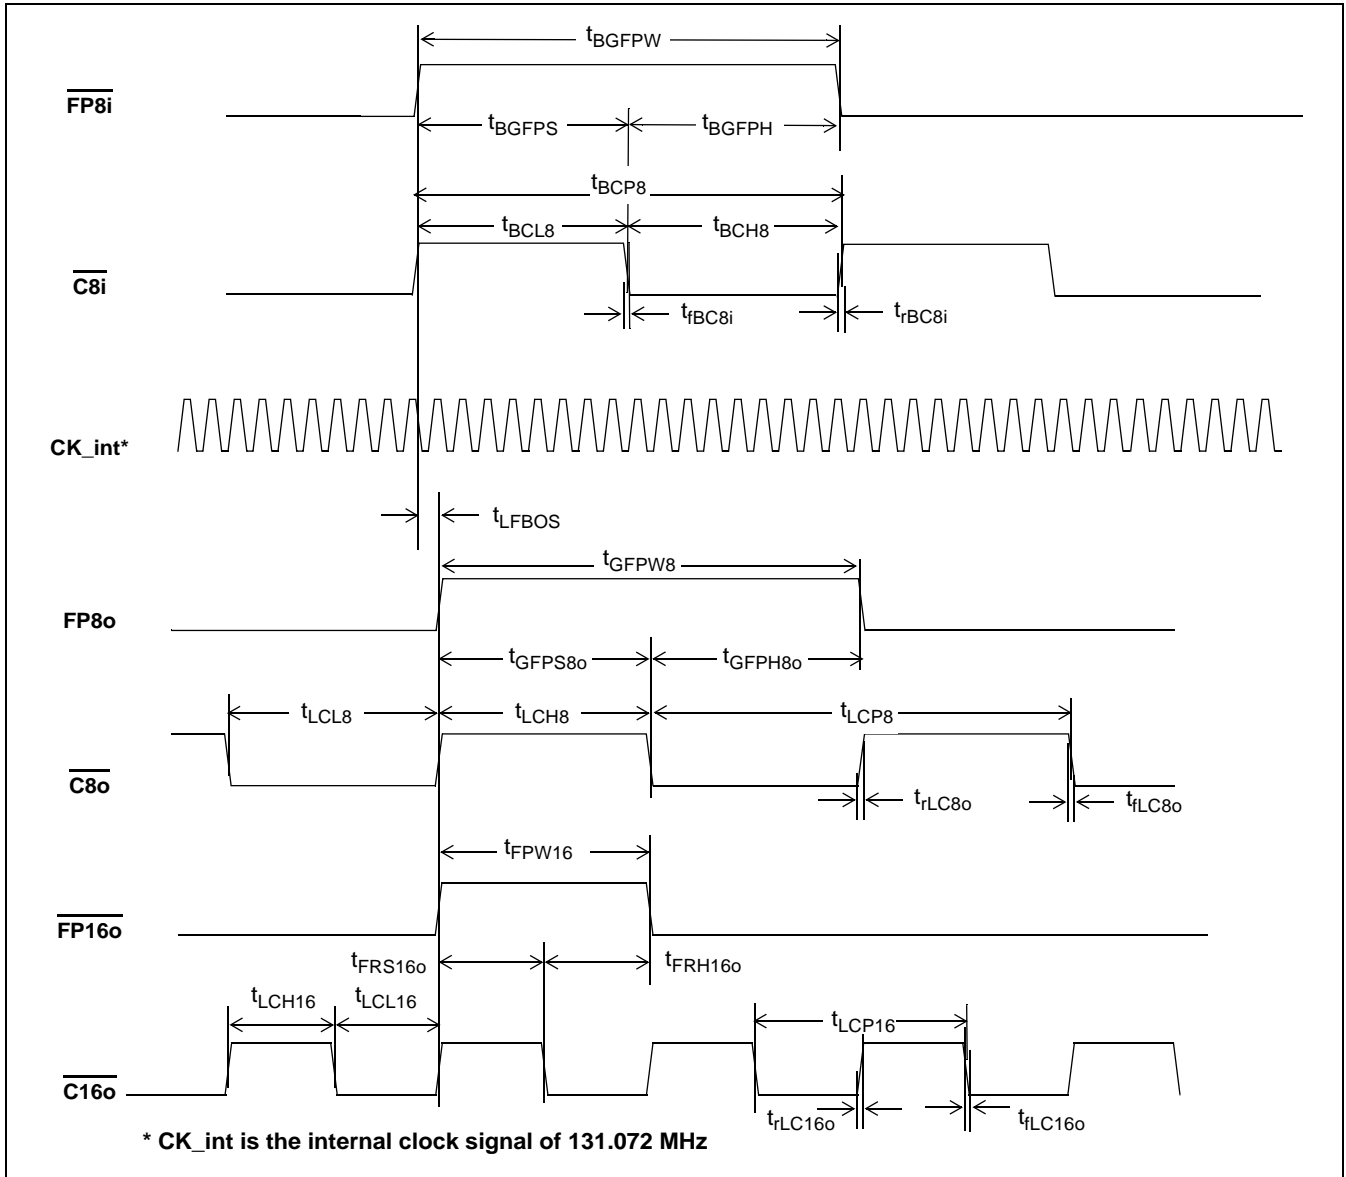 tBGFPW
FP8i
tBGFPS tBGFPH
tBCP8
tBCL8 tBCH8
C8i
tfBC8i trBC8i
CK_int*
tLFBOS
tGFPW8
FP8o
tGFPS8o tGFPH8o
tLCL8 tLCH8 tLCP8
C8o
trLC8o tfLC8o
tFPW16
FP16o
tFRS16o tFRH16o
tLCH16 tLCL16 tLCP16
C16o
trLC16o tfLC16o
* CK_int is the internal clock signal of 131.072 MHz